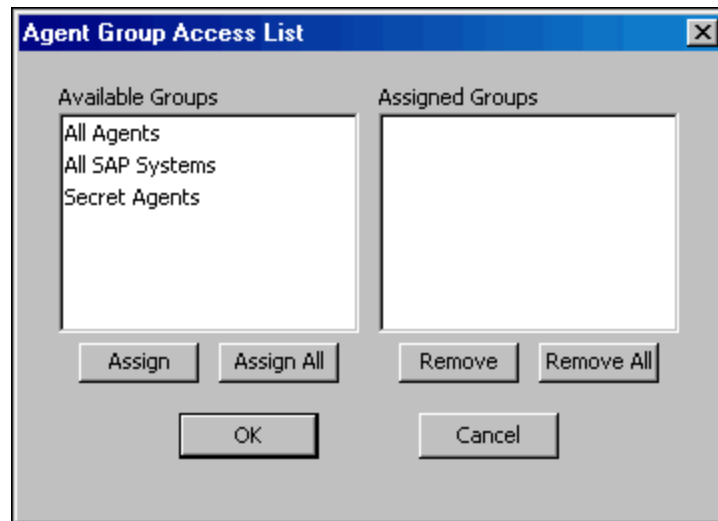 Agent Group Access List
Available Groups
Assigned Groups
All Agents
All SAP Systems
Secret Agents
Assign
Assign All
Remove
Remove All
OK
Cancel